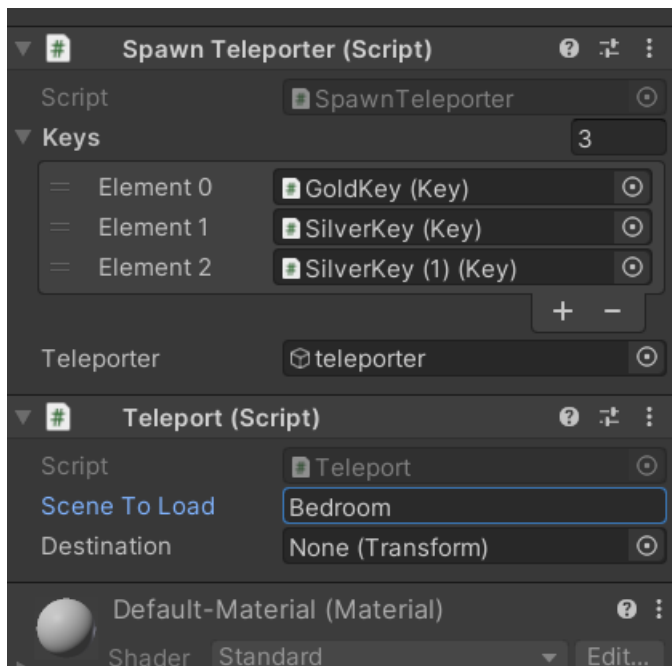 # Spawn Teleporter (Script)
Script # SpawnTeleporter
Keys 3
Element 0 # GoldKey (Key)
Element 1 # SilverKey (Key)
Element 2 # SilverKey (1) (Key)
+ −
Teleporter teleporter
# Teleport (Script)
Script # Teleport
Scene To Load Bedroom
Destination None (Transform)
Default-Material (Material)
Shader Standard Edit...